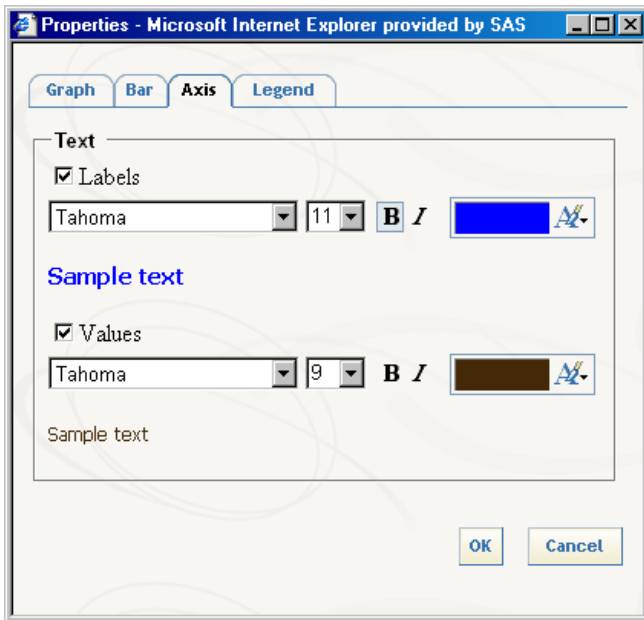 Properties - Microsoft Internet Explorer provided by SAS
Graph Bar Axis Legend
Text
Labels
Tahoma 11 B I
Sample text
Values
Tahoma 9 B I
Sample text
OK Cancel